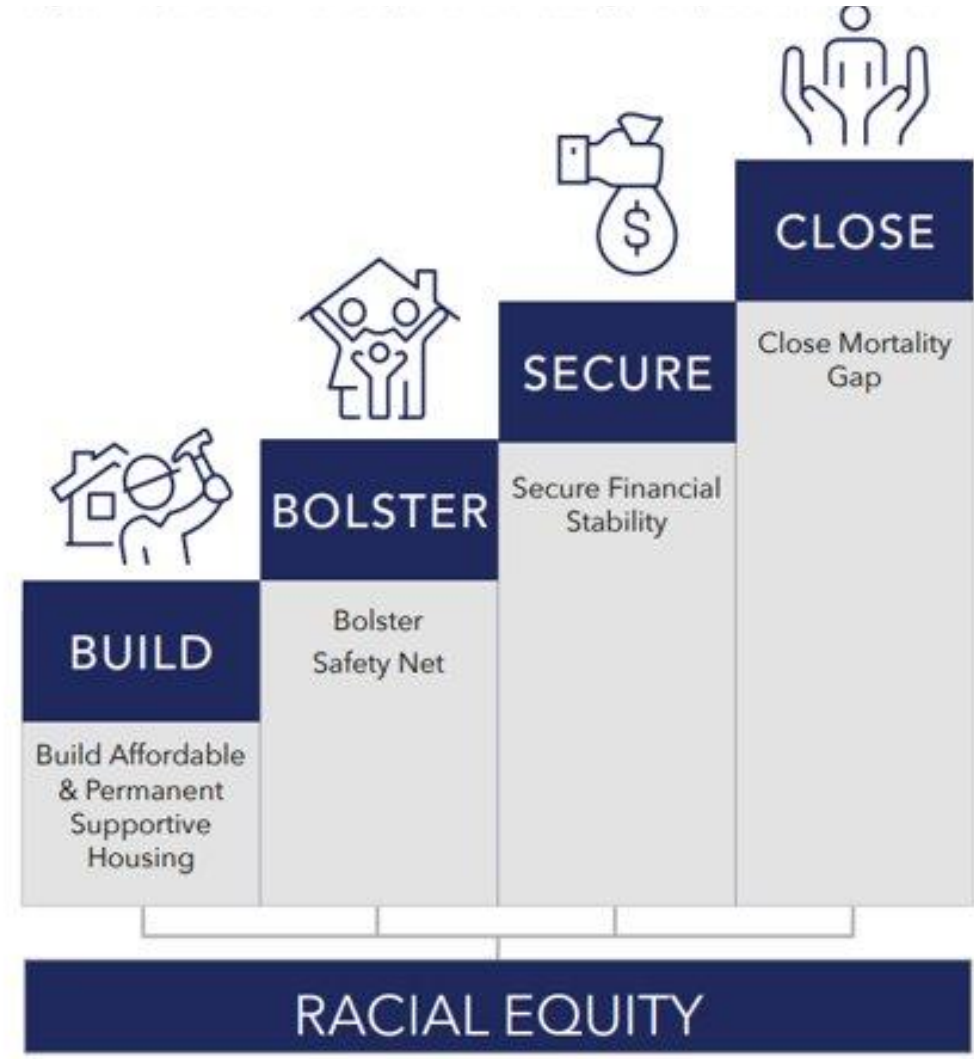 CLOSE
Close Mortality
Gap
SECURE
Secure Financial
Stability
BOLSTER
Bolster
Safety Net
BUILD
Build Affordable
& Permanent
Supportive
Housing
$
RACIAL EQUITY